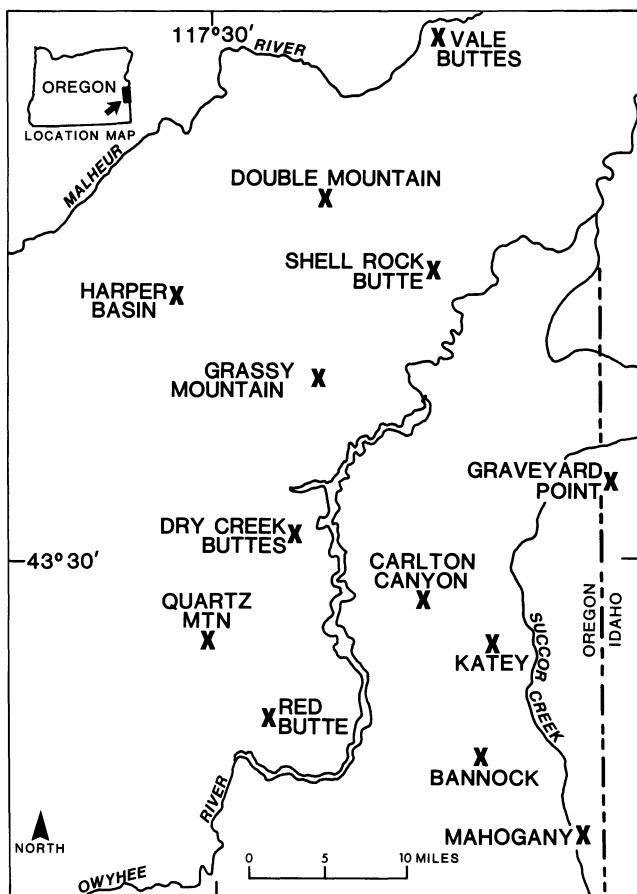 117° 30'
RIVER
VALE
BUTTES
OREGON
LOCATION MAP
MALHEUR
DOUBLE MOUNTAIN
X
X
SHELL ROCK
BUTTE X
HARPER
BASIN X
GRASSY
MOUNTAIN
X
GRAVEYARD
POINT X
DRY CREEK
BUTTES X
43° 30'
CARLTON
CANYON X
QUARTZ
MTN
X
OREGON
IDAHO
SUCCOR CREEK
X
KATEY
X RED
BUTTE
X
BANNOCK
RIVER
MAHOGANY X
NORTH
0 5 10 MILES
OWYHEE